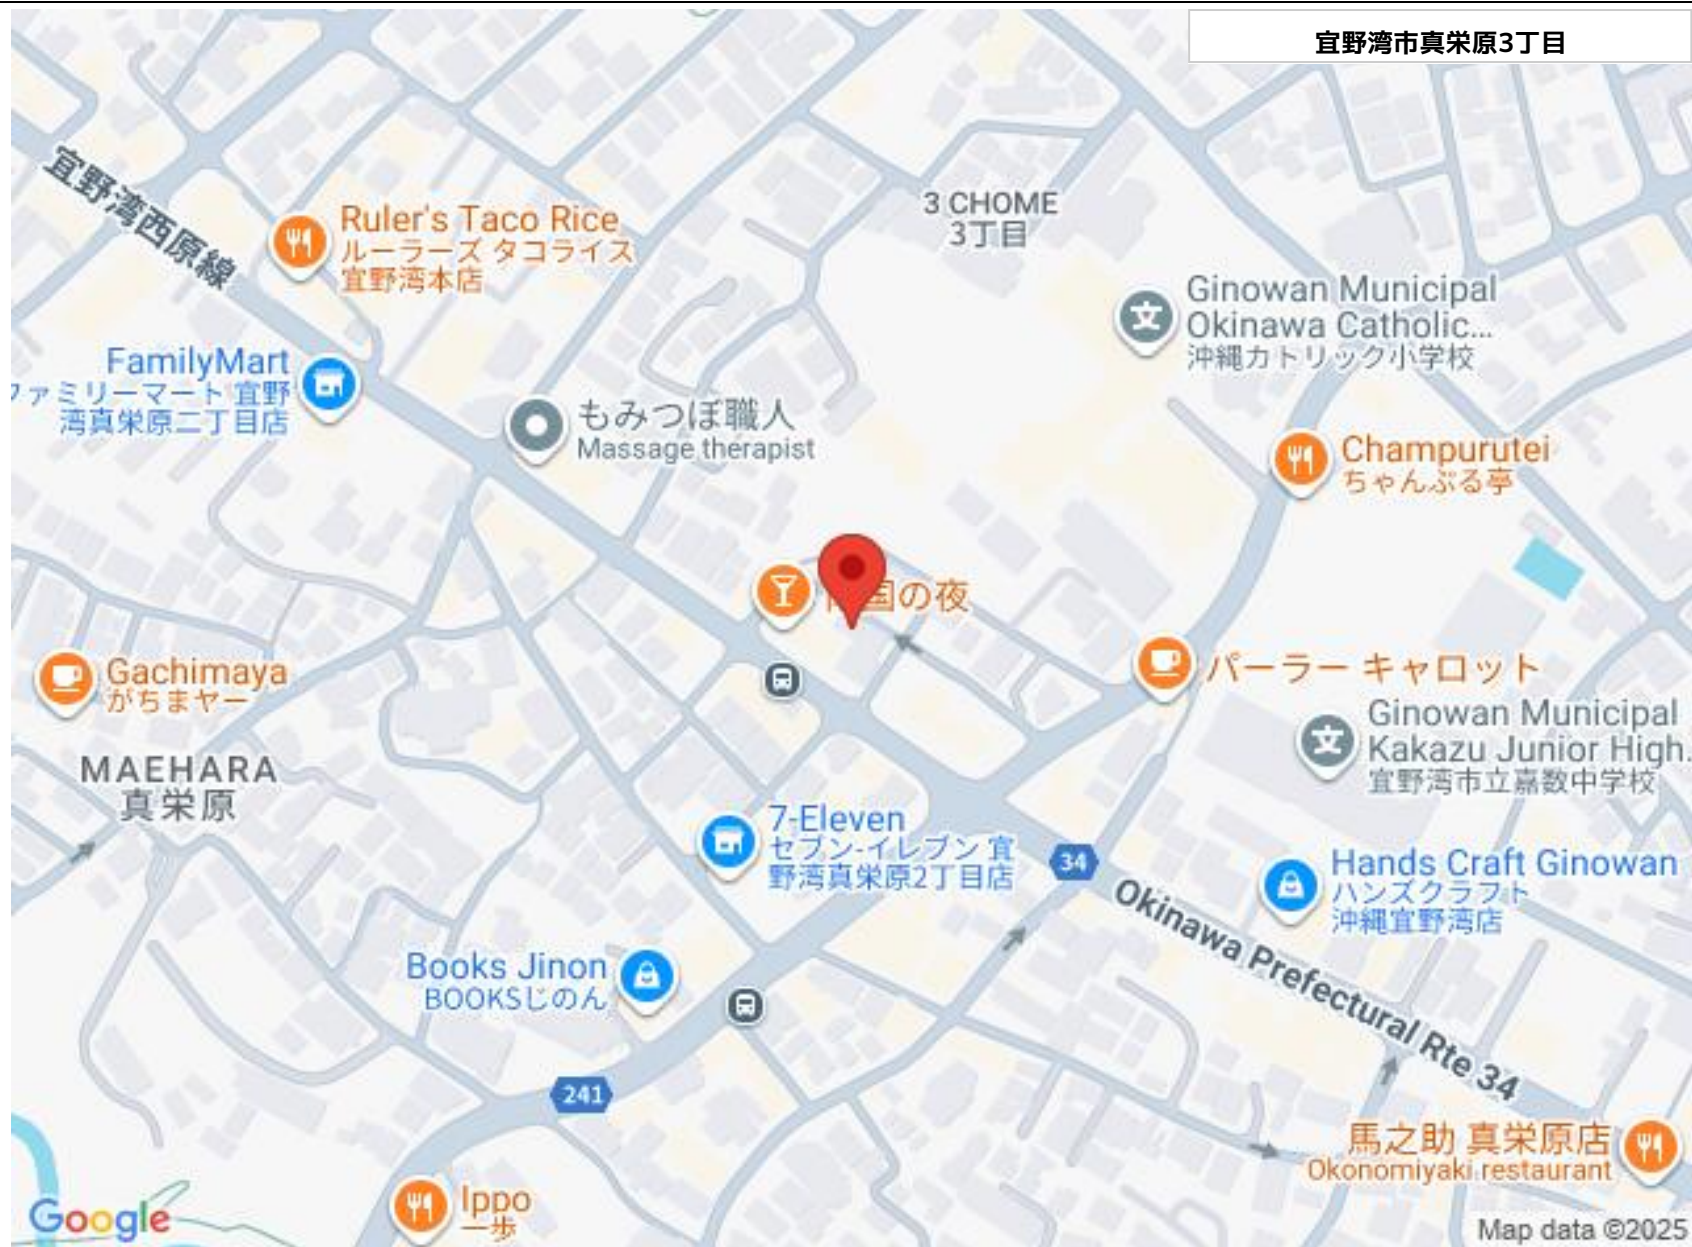 宜野湾市真栄原3丁目
宜野湾西原線
Ruler's Taco Rice
ルーラーズ タコライス
宜野湾本店
3 CHOME
3丁目
Ginowan Municipal
Okinawa Catholic...
沖縄カトリック小学校
FamilyMart
ファミリーマート 宜野
湾真栄原二丁目店
もみつぼ職人
Massage therapist
Champurutei
ちゃんぷる亭
国の夜
Gachimaya
がちまヤー
パーラー キャロット
Ginowan Municipal
Kakazu Junior High.
宜野湾市立嘉数中学校
MAEHARA
真栄原
7-Eleven
セブン-イレブン 宜
野湾真栄原2丁目店
34
Hands Craft Ginowan
ハンズクラフト
沖縄宜野湾店
Okinawa Prefectural Rte 34
Books Jinon
BOOKSじのん
241
馬之助 真栄原店
Okonomiyaki restaurant
Ippo
一歩
Google
Map data ©2025